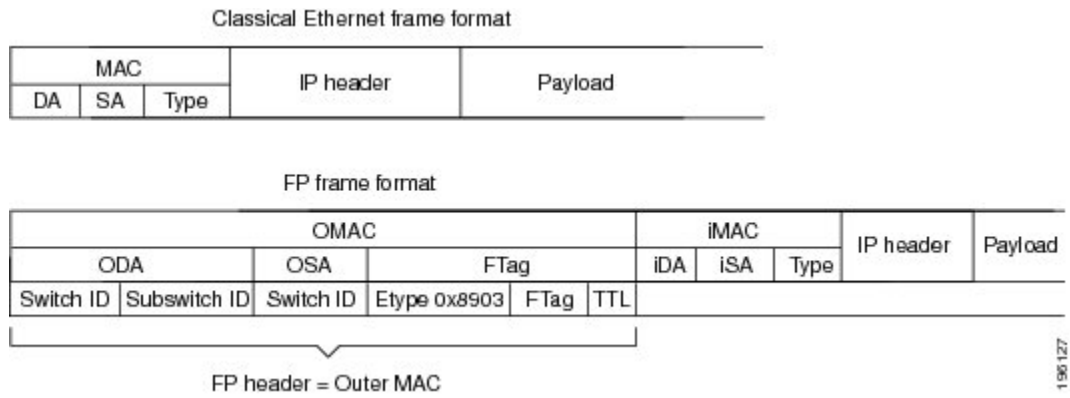 Classical Ethernet frame format
MAC IP header Payload
DA SA Type
FP frame format
OMAC iMAC IP header Payload
ODA OSA FTag iDA iSA Type
Switch ID Subswitch ID Switch ID Etype 0x8903 FTag TTL
FP header = Outer MAC
196127